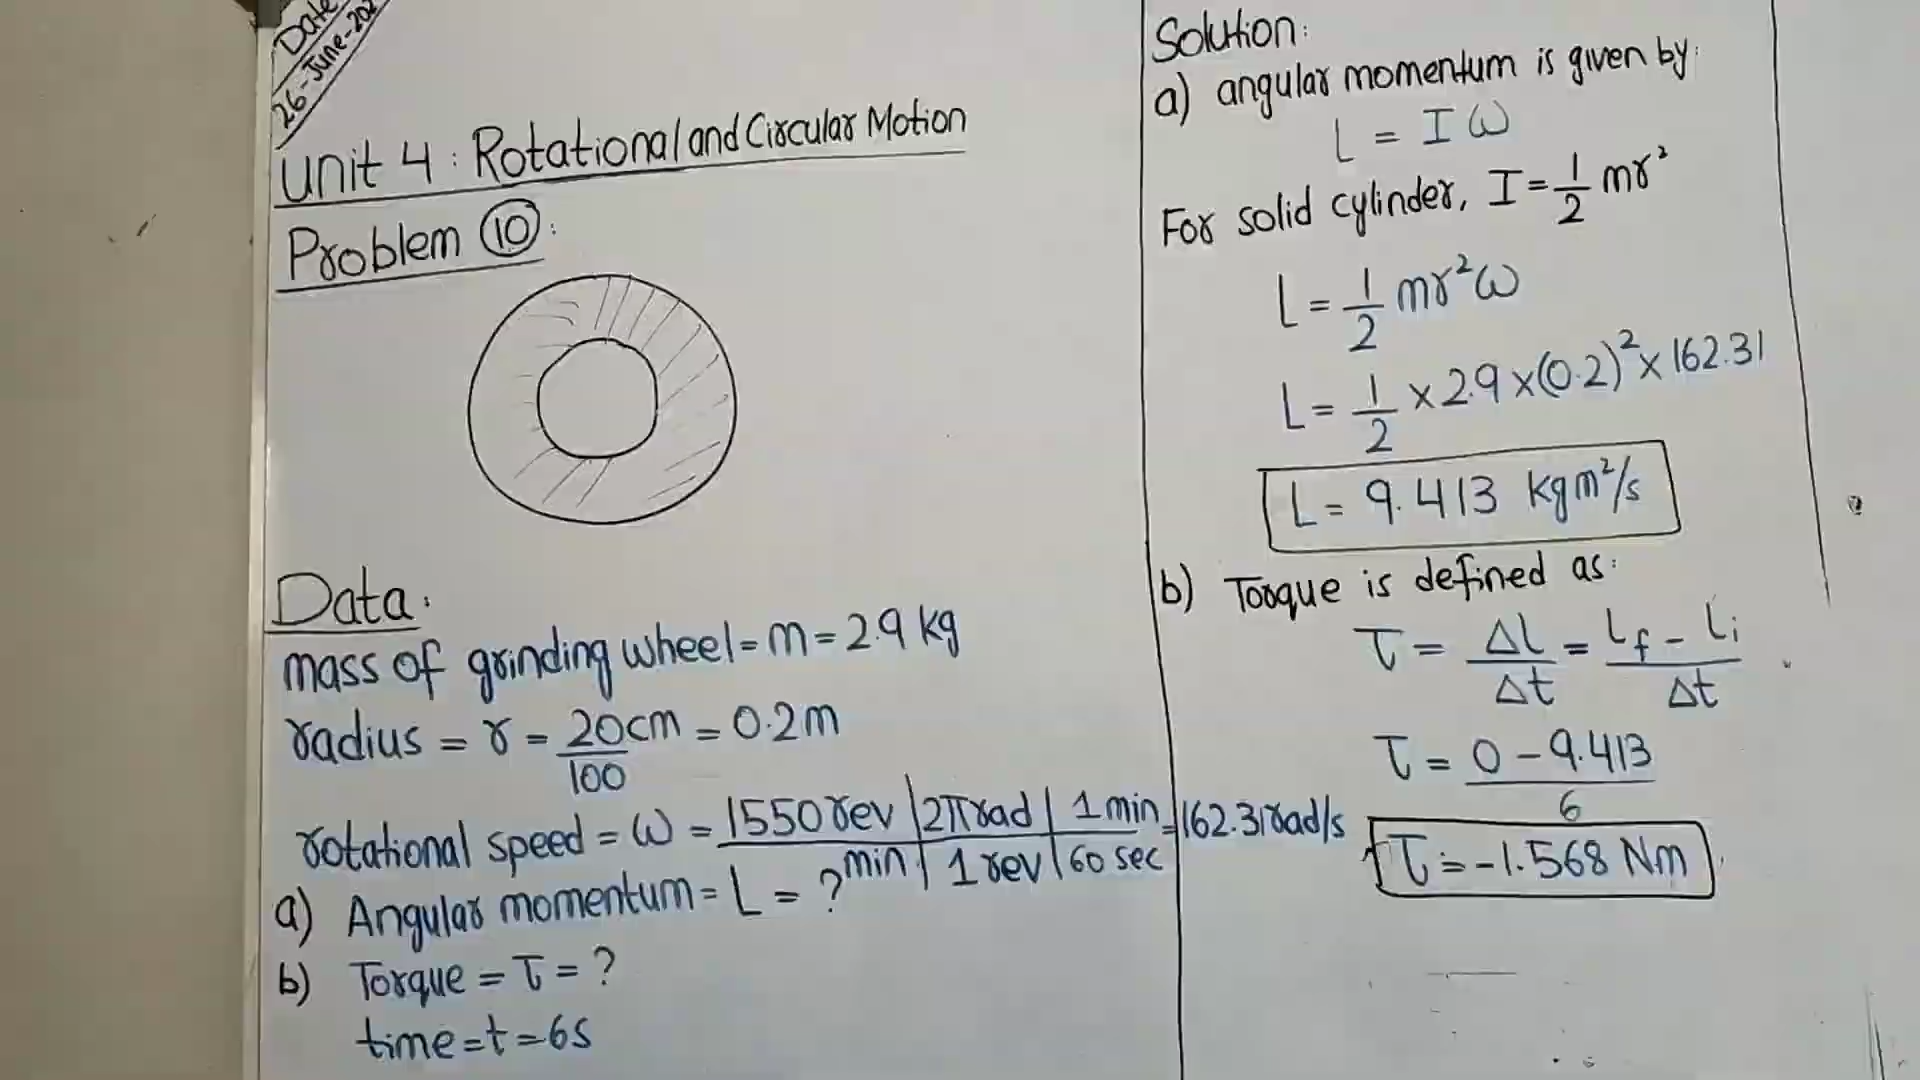 Date
26-June-202
Unit 4: Rotational and Circular Motion
Problem 10:
Data:
mass of grinding wheel = m = 2.9 kg
radius = r = 20cm/100 = 0.2m
rotational speed = ω = 1550 rev/min | 2π rad/1 rev | 1 min/60 sec = 162.31 rad/s
a) Angular momentum = L = ?
b) Torque = τ = ?
time = t = 6s
Solution:
a) angular momentum is given by:
L = I ω
For solid cylinder, I = 1/2 mr²
L = 1/2 mr²ω
L = 1/2 × 2.9 × (0.2)² × 162.31
L = 9.413 kgm²/s
b) Torque is defined as:
τ = ΔL/Δt = Lf - Li/Δt
τ = 0 - 9.413/6
τ = -1.568 Nm